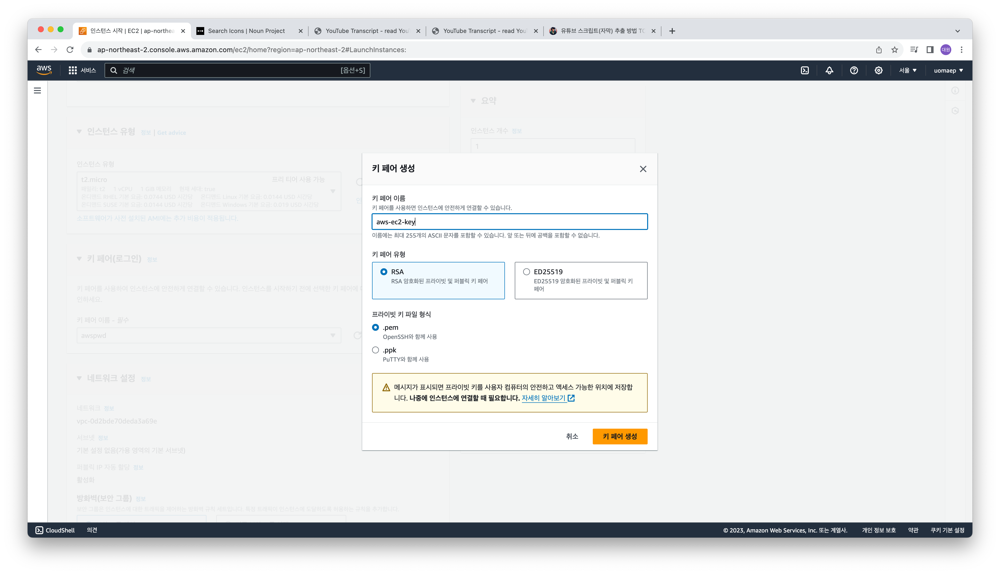 인스턴스 시작 | EC2 | ap-northea
Search Icons | Noun Project
YouTube Transcript - read You
YouTube Transcript - read You
유튜브 스크립트(자막) 추출 방법 TO
ap-northeast-2.console.aws.amazon.com/ec2/home?region=ap-northeast-2#LaunchInstances:
대원
aws
서비스
검색
[옵션+S]
서울
uomaep
요약
인스턴스 개수 정보
1
인스턴스 유형 정보 | Get advice
인스턴스 유형
t2.micro
프리 티어 사용 가능
패밀리: t2 1 vCPU 1 GiB 메모리 현재 세대: true
온디맨드 RHEL 기본 요금: 0.0744 USD 시간당 온디맨드 Linux 기본 요금: 0.0144 USD 시간당
온디맨드 SUSE 기본 요금: 0.0144 USD 시간당 온디맨드 Windows 기본 요금: 0.019 USD 시간당
소프트웨어가 사전 설치된 AMI에는 추가 비용이 적용됩니다.
키 페어(로그인) 정보
키 페어를 사용하여 인스턴스에 안전하게 연결할 수 있습니다. 인스턴스를 시작하기 전에 선택한 키 페어에
인하세요.
키 페어 이름 - 필수
awspwd
네트워크 설정 정보
네트워크 정보
vpc-0d2bde70deda3a69e
서브넷 정보
기본 설정 없음(가용 영역의 기본 서브넷)
퍼블릭 IP 자동 할당 정보
활성화
방화벽(보안 그룹) 정보
보안 그룹은 인스턴스에 대한 트래픽을 제어하는 방화벽 규칙 세트입니다. 특정 트래픽이 인스턴스에 도달하도록 허용하는 규칙을 추가합니다.
키 페어 생성
키 페어 이름
키 페어를 사용하면 인스턴스에 안전하게 연결할 수 있습니다.
aws-ec2-key
이름에는 최대 255개의 ASCII 문자를 포함할 수 있습니다. 앞 또는 뒤에 공백을 포함할 수 없습니다.
키 페어 유형
RSA
RSA 암호화된 프라이빗 및 퍼블릭 키 페어
ED25519
ED25519 암호화된 프라이빗 및 퍼블릭 키
페어
프라이빗 키 파일 형식
.pem
OpenSSH와 함께 사용
.ppk
PuTTY와 함께 사용
메시지가 표시되면 프라이빗 키를 사용자 컴퓨터의 안전하고 액세스 가능한 위치에 저장합
니다. 나중에 인스턴스에 연결할 때 필요합니다. 자세히 알아보기
취소
키 페어 생성
CloudShell
의견
© 2023, Amazon Web Services, Inc. 또는 계열사.
개인 정보 보호
약관
쿠키 기본 설정